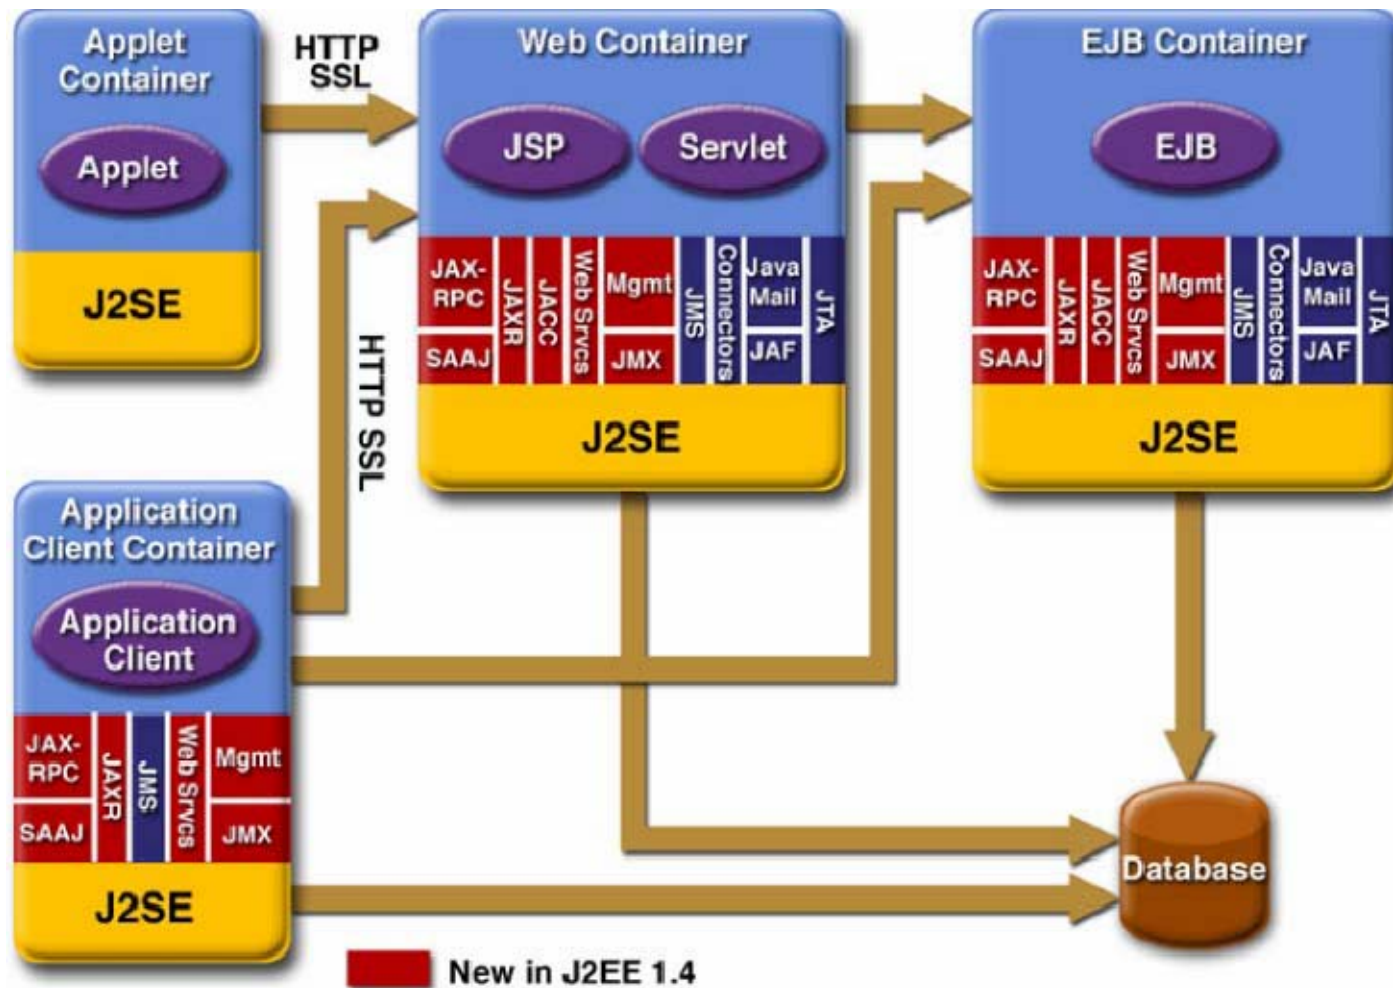 Applet
Container
Applet
J2SE
HTTP
SSL
Web Container
JSP
Servlet
JAX-
RPC
SAAJ
JAXR
JACC
Web Srvcs
Mgmt
JMX
JMS
Connectors
Java
Mail
JAF
JTA
J2SE
EJB Container
EJB
JAX-
RPC
SAAJ
JAXR
JACC
Web Srvcs
Mgmt
JMX
JMS
Connectors
Java
Mail
JAF
JTA
J2SE
HTTP SSL
Application
Client Container
Application
Client
JAX-
RPC
SAAJ
JAXR
JMS
Web Srvcs
Mgmt
JMX
J2SE
Database
New in J2EE 1.4